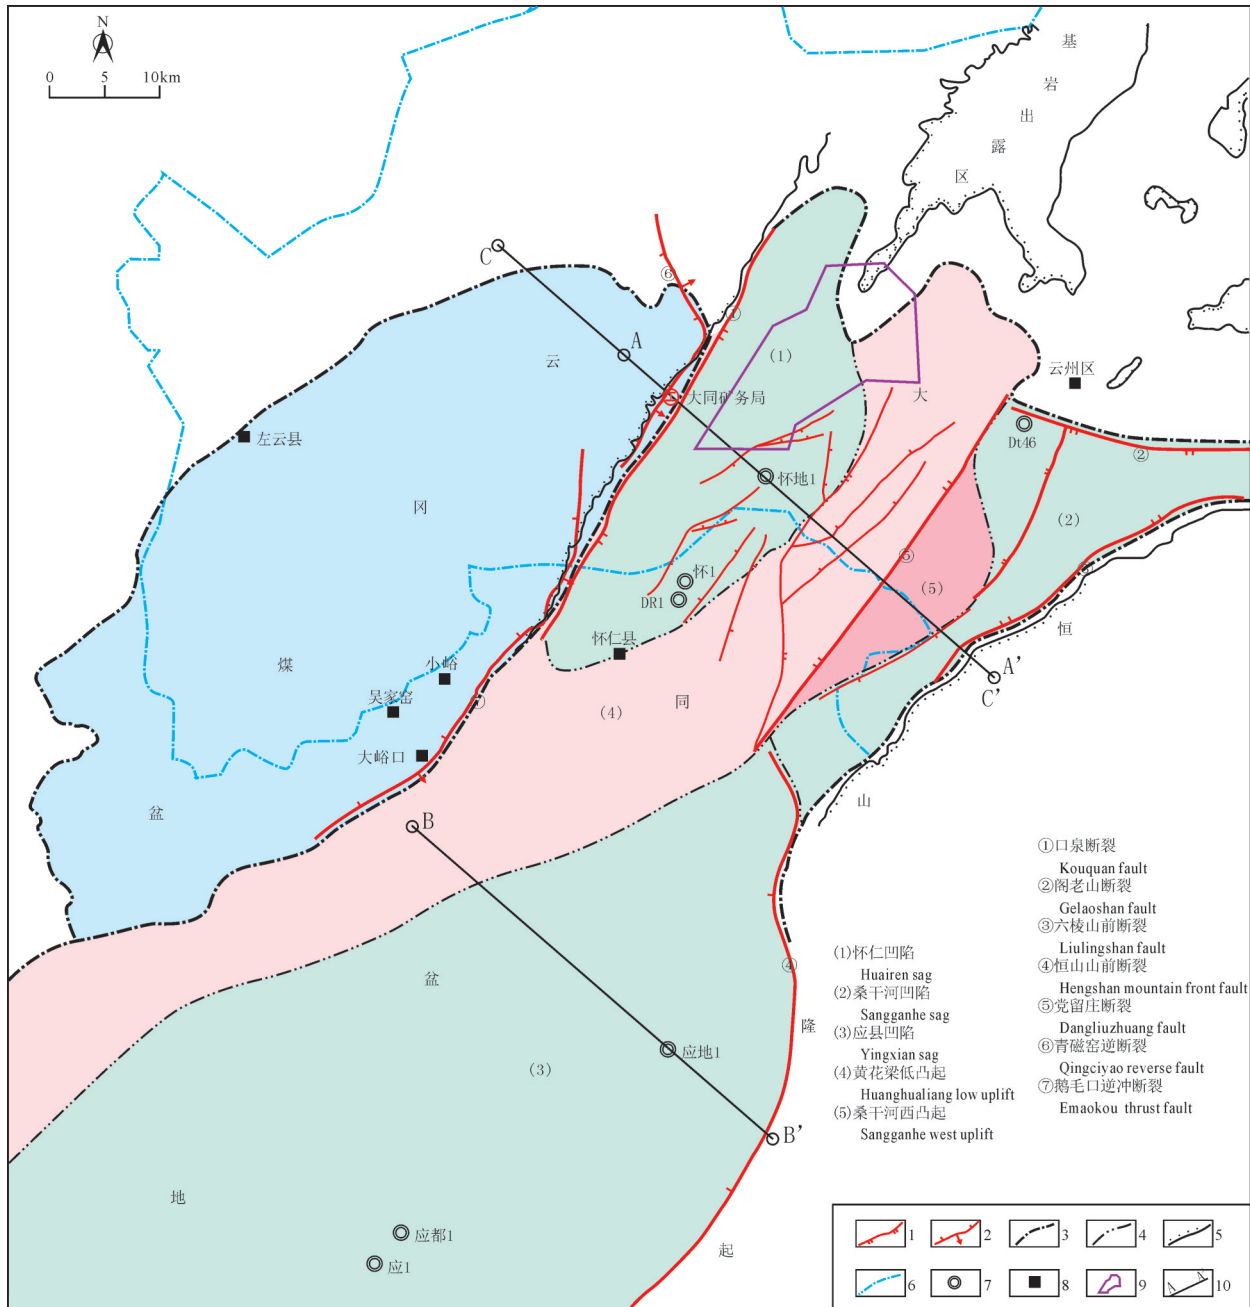 N
0 5 10km
基
岩
出
露
区
C
⑥
①
A
云
(1)
大同矿务局
大
云州区
左云县
Dt46
②
怀地1
冈
(2)
⑤
怀1
(5)
DR1
恒
怀仁县
煤
小峪
A'
C'
吴家窑
(4)
同
大峪口
山
盆
B
①口泉断裂
Kouquan fault
②阁老山断裂
Gelaoshan fault
③六棱山前断裂
Liulingshan fault
④恒山山前断裂
Hengshan mountain front fault
⑤党留庄断裂
Dangliuzhuang fault
⑥青磁窑逆断裂
Qingciyao reverse fault
⑦鹅毛口逆冲断裂
Emaokou thrust fault
(1)怀仁凹陷
Huairen sag
(2)桑干河凹陷
Sangganhe sag
(3)应县凹陷
Yingxian sag
(4)黄花梁低凸起
Huanghualiang low uplift
(5)桑干河西凸起
Sangganhe west uplift
盆
④
隆
应地1
(3)
B'
地
应都1
起
应1
1 2 3 4 5
6 7 8 9 10